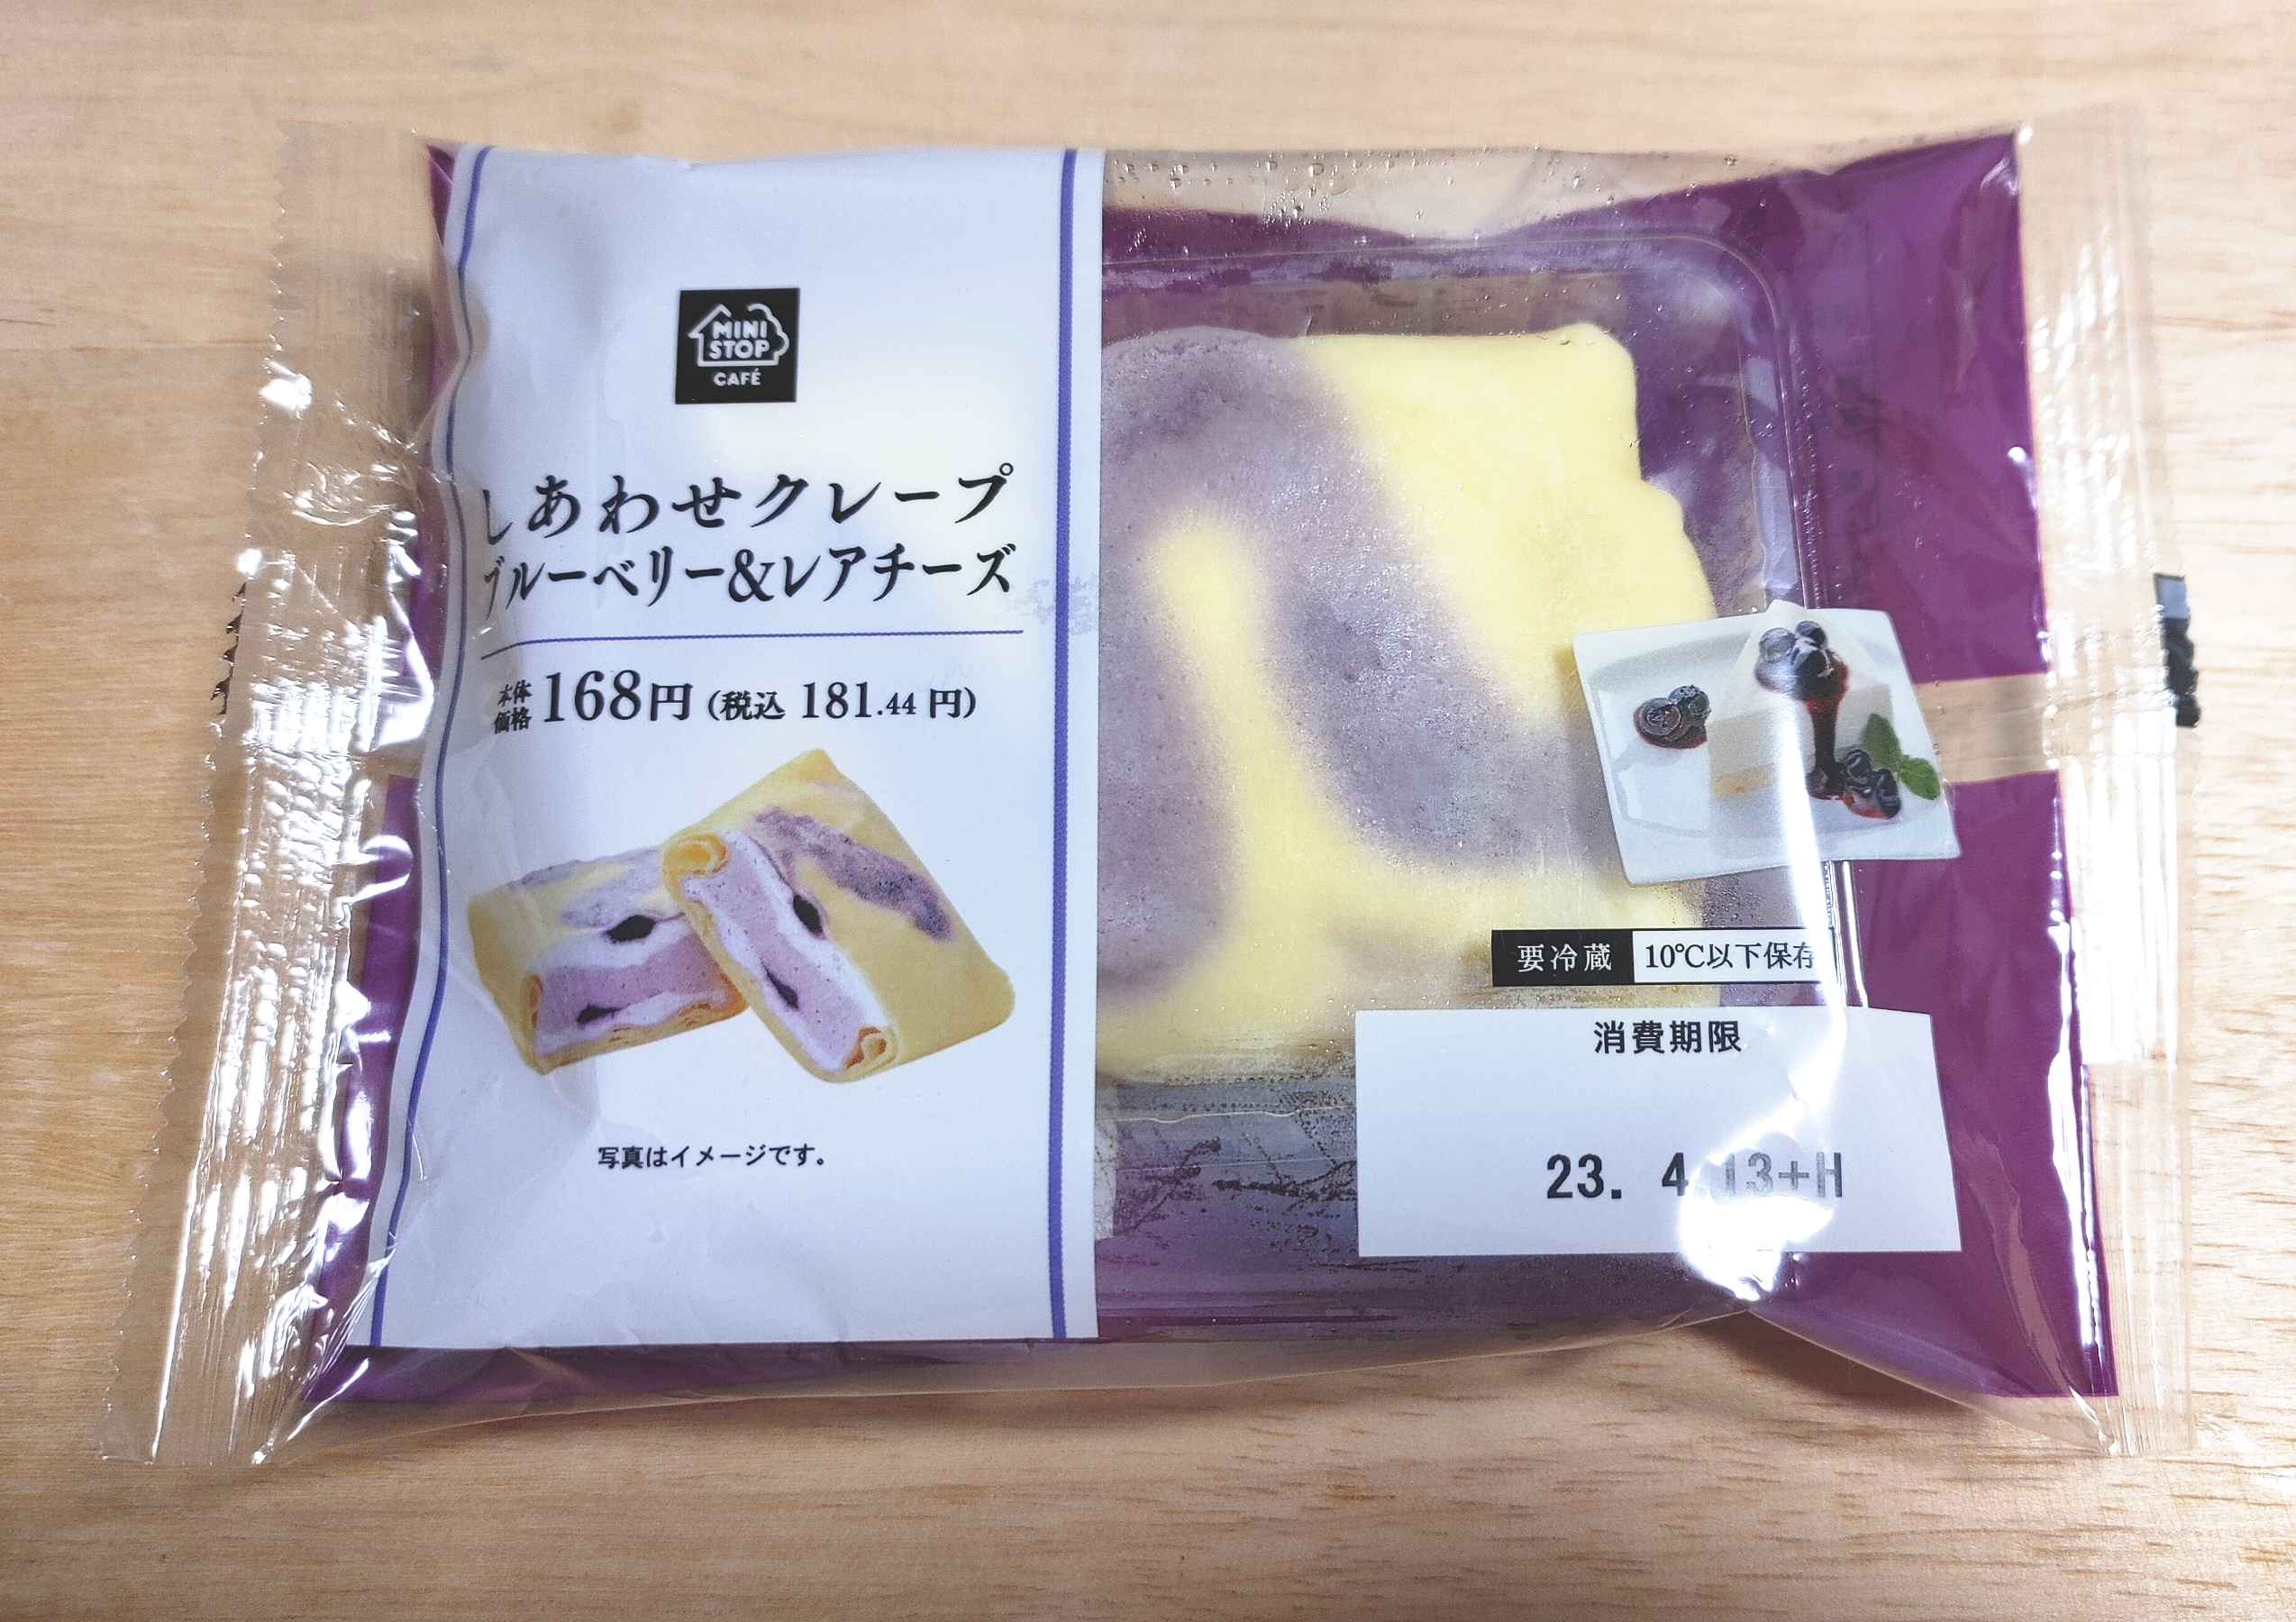 MINI
STOP
CAFÉ
しあわせクレープ
ブルーベリー&レアチーズ
本体価格 168円 (税込 181.44 円)
写真はイメージです。
要冷蔵 10℃以下保存
消費期限
23. 4.13+H